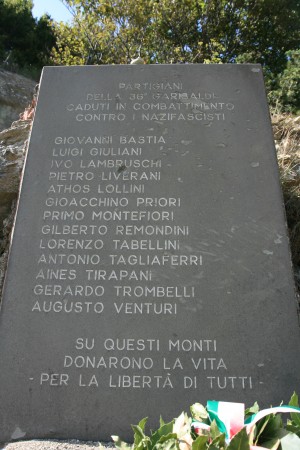 PARTIGIANI
DELLA 36ª GARIBALDI
CADUTI IN COMBATTIMENTO
CONTRO I NAZIFASCISTI
GIOVANNI BASTIA
LUIGI GIULIANI
IVO LAMBRUSCHI
PIETRO LIVERANI
ATHOS LOLLINI
GIOACCHINO PRIORI
PRIMO MONTEFIORI
GILBERTO REMONDINI
LORENZO TABELLINI
ANTONIO TAGLIAFERRI
AINES TIRAPANI
GERARDO TROMBELLI
AUGUSTO VENTURI
SU QUESTI MONTI
DONARONO LA VITA
- PER LA LIBERTÁ DI TUTTI -